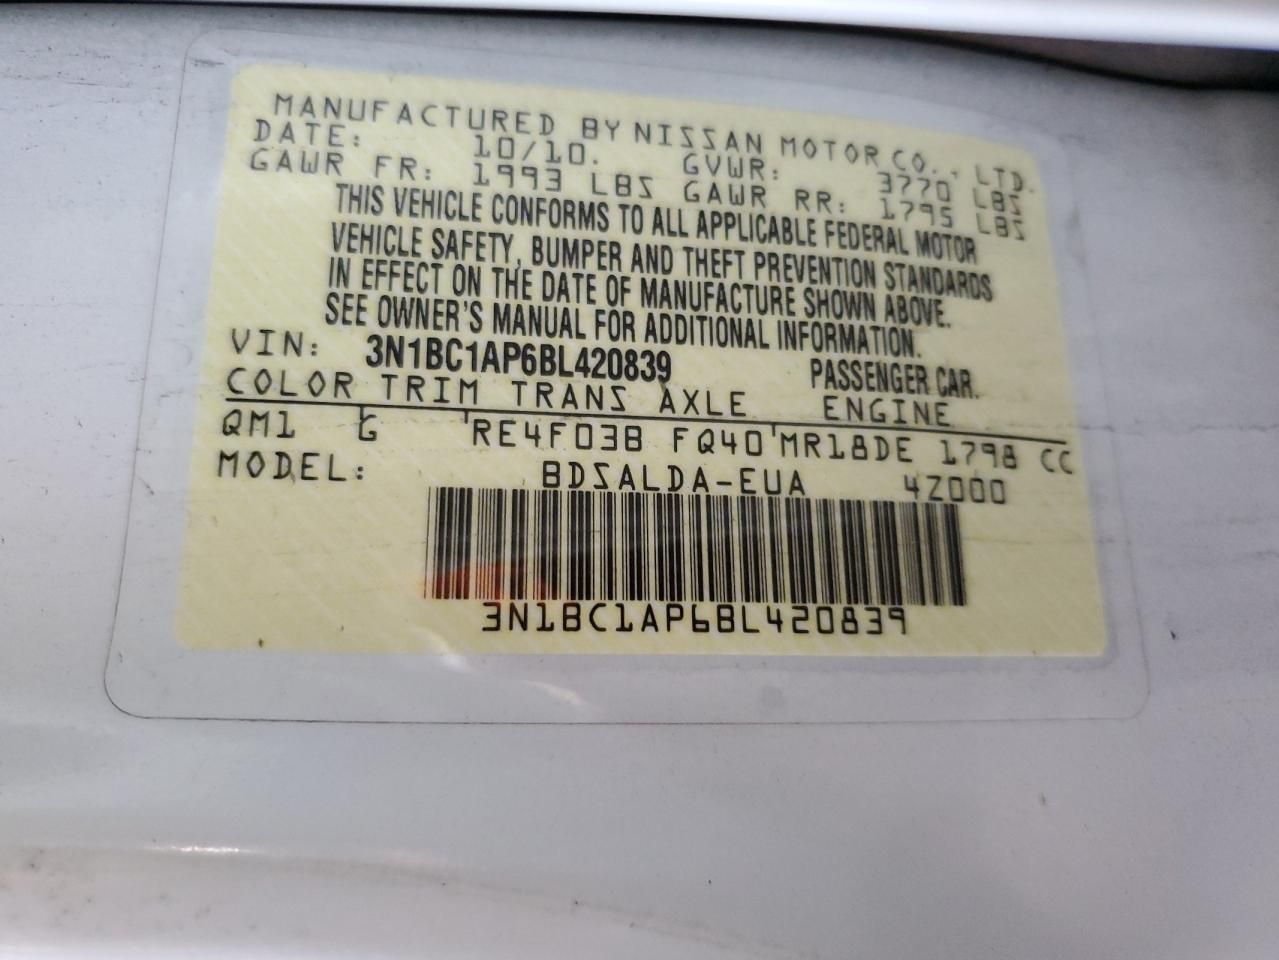 MANUFACTURED BY NISSAN MOTOR CO., LTD.
DATE: 10/10. GVWR: 3770 LBS
GAWR FR: 1993 LBS GAWR RR: 1795 LBS
THIS VEHICLE CONFORMS TO ALL APPLICABLE FEDERAL MOTOR
VEHICLE SAFETY, BUMPER AND THEFT PREVENTION STANDARDS
IN EFFECT ON THE DATE OF MANUFACTURE SHOWN ABOVE.
SEE OWNER'S MANUAL FOR ADDITIONAL INFORMATION.
VIN: 3N1BC1AP6BL420839 PASSENGER CAR.
COLOR TRIM TRANS AXLE ENGINE
QM1 G RE4F03B FQ40 MR18DE 1798 CC
MODEL: BDSALDA-EUA 4Z000
3N1BC1AP6BL420839